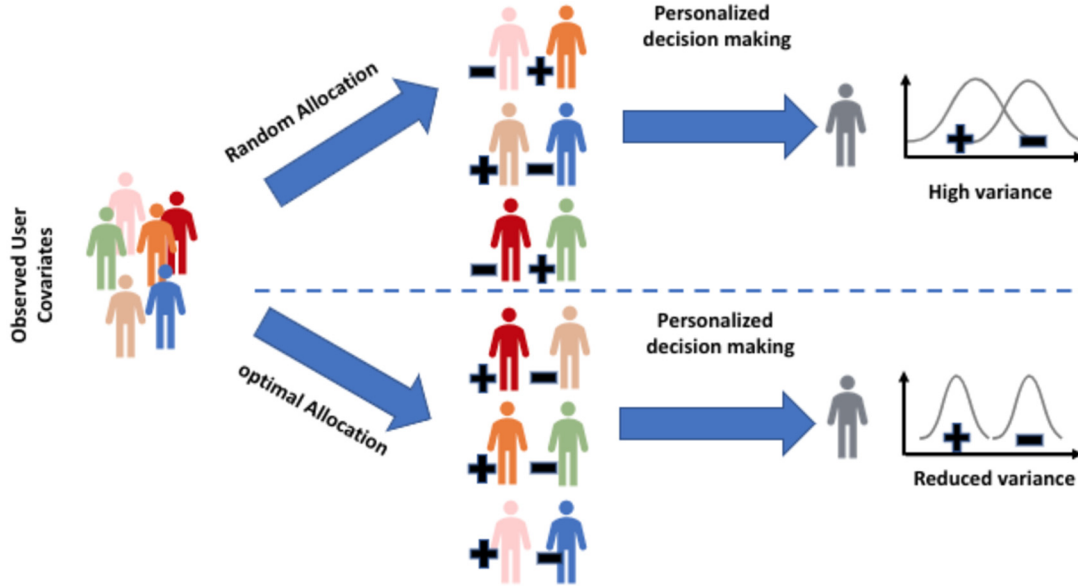 Observed User
Covariates
Random Allocation
Personalized
decision making
High variance
optimal Allocation
Personalized
decision making
Reduced variance